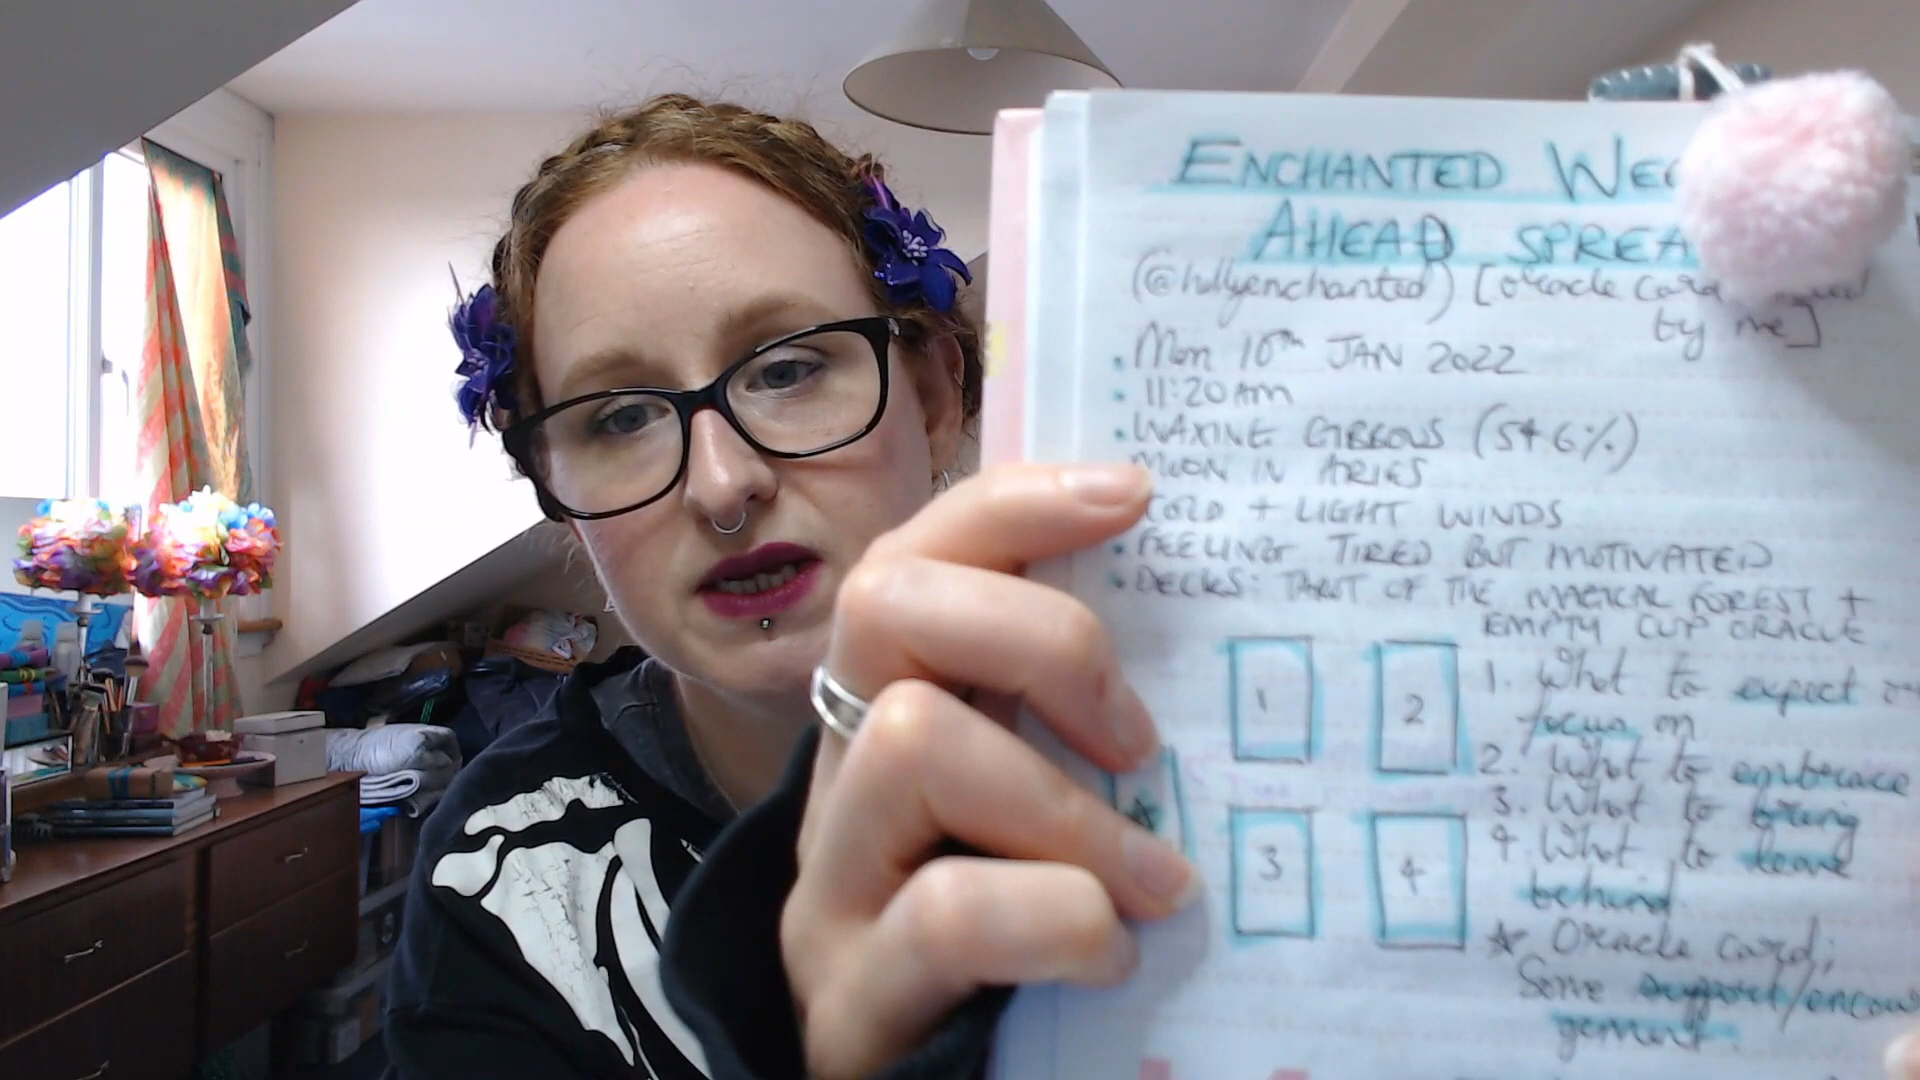 ENCHANTED
AHEAD SPREA
(@hollyenchanted) [oracle card
by me]
• Mon 10th JAN 2022
• 11:20am
• WAXING GIBBOUS (54.6%)
MOON IN ARIES
COLD + LIGHT WINDS
• FEELING TIRED BUT MOTIVATED
• DECKS: TAROT OF THE MAGICAL FOREST +
EMPTY CUP ORACLE
1 2
3 4
1. What to expect or
focus on
2. What to embrace
3. What to bring
4. What to leave
behind
☆ Oracle card;
Some support/encour
gement.